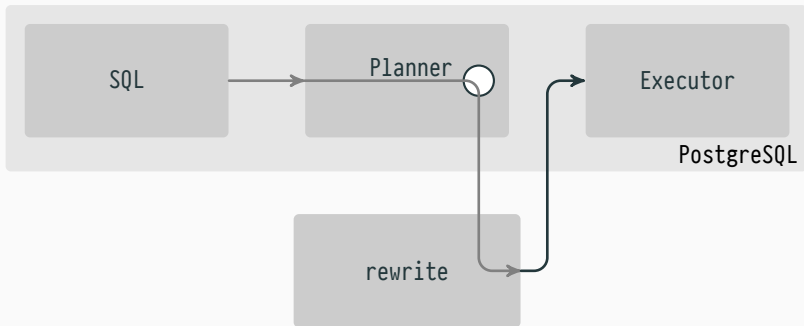 SQL
Planner
Executor
PostgreSQL
rewrite